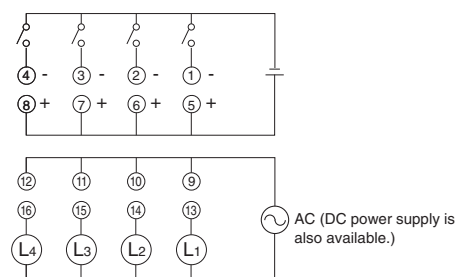 4 - 3 - 2 - 1 -
8 + 7 + 6 + 5 +
12 11 10 9
16 15 14 13
L4 L3 L2 L1
AC (DC power supply is
also available.)